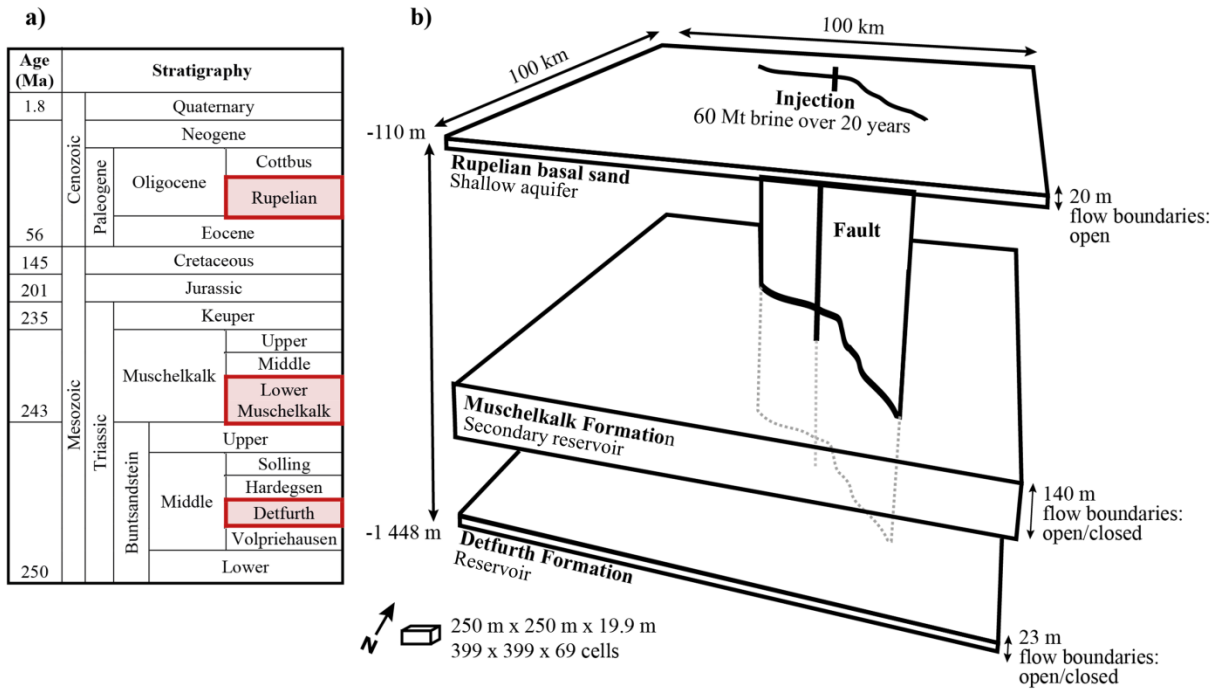 a)
Age
(Ma)
Stratigraphy
1.8
Cenozoic
Quaternary
Neogene
Paleogene
Oligocene
Cottbus
Rupelian
56
Eocene
145
Mesozoic
Cretaceous
201
Jurassic
235
Triassic
Keuper
Muschelkalk
Upper
Middle
Lower
Muschelkalk
243
Buntsandstein
Upper
Middle
Solling
Hardegsen
Detfurth
Volpriehausen
250
Lower
b)
100 km
100 km
Injection
60 Mt brine over 20 years
-110 m
Rupelian basal sand
Shallow aquifer
20 m
flow boundaries:
open
Fault
Muschelkalk Formation
Secondary reservoir
140 m
flow boundaries:
open/closed
-1 448 m
Detfurth Formation
Reservoir
23 m
flow boundaries:
open/closed
N
250 m x 250 m x 19.9 m
399 x 399 x 69 cells